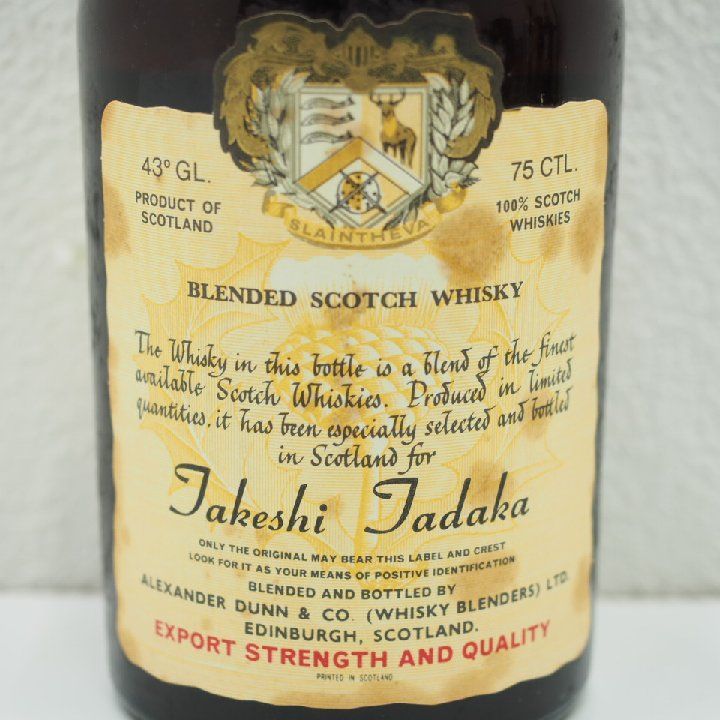 SLAINTHEVA
43° GL.
PRODUCT OF
SCOTLAND
75 CTL.
100% SCOTCH
WHISKIES
BLENDED SCOTCH WHISKY
The Whisky in this bottle is a blend of the finest
available Scotch Whiskies. Produced in limited
quantities, it has been especially selected and bottled
in Scotland for
Takeshi Tadaka
ONLY THE ORIGINAL MAY BEAR THIS LABEL AND CREST
LOOK FOR IT AS YOUR MEANS OF POSITIVE IDENTIFICATION
BLENDED AND BOTTLED BY
ALEXANDER DUNN & CO. (WHISKY BLENDERS) LTD.
EDINBURGH, SCOTLAND.
EXPORT STRENGTH AND QUALITY
PRINTED IN SCOTLAND